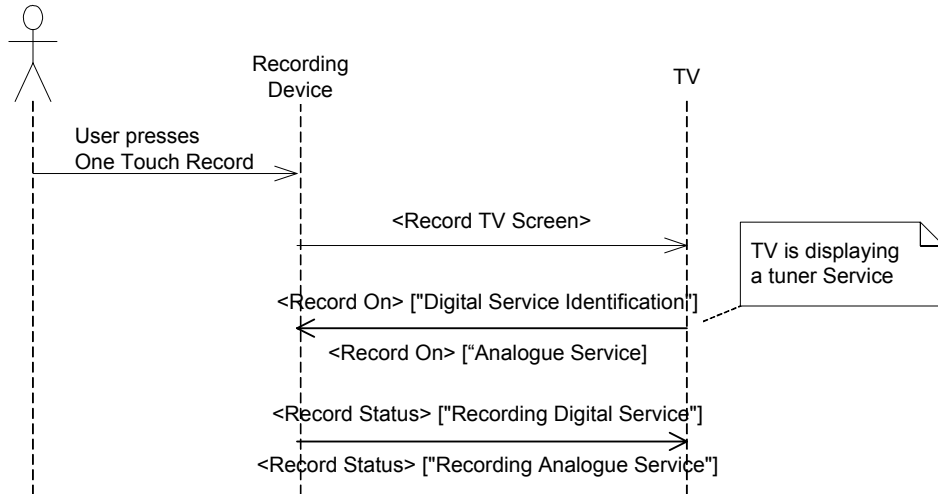 Recording
Device
TV
User presses
One Touch Record
<Record TV Screen>
TV is displaying
a tuner Service
<Record On> ["Digital Service Identification"]
<Record On> [“Analogue Service]
<Record Status> ["Recording Digital Service"]
<Record Status> ["Recording Analogue Service"]